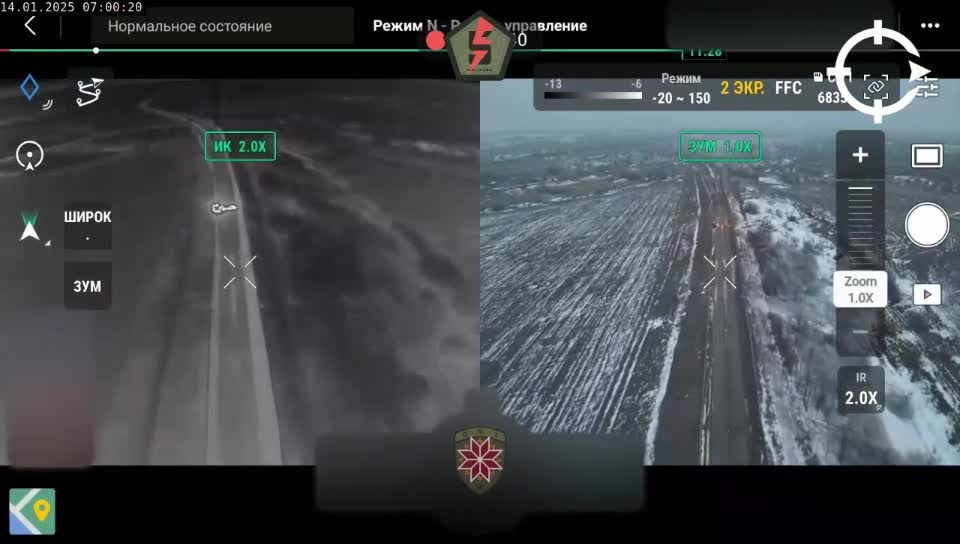 14.01.2025 07:00:20
Нормальное состояние
Режим N - 
управление
11:28
-13
-6
Режим
-20 ~ 150
2 ЭКР.
FFC
6835
ИК 2.0X
ЗУМ 1.0X
ШИРОК
ЗУМ
Zoom
1.0X
IR
2.0X